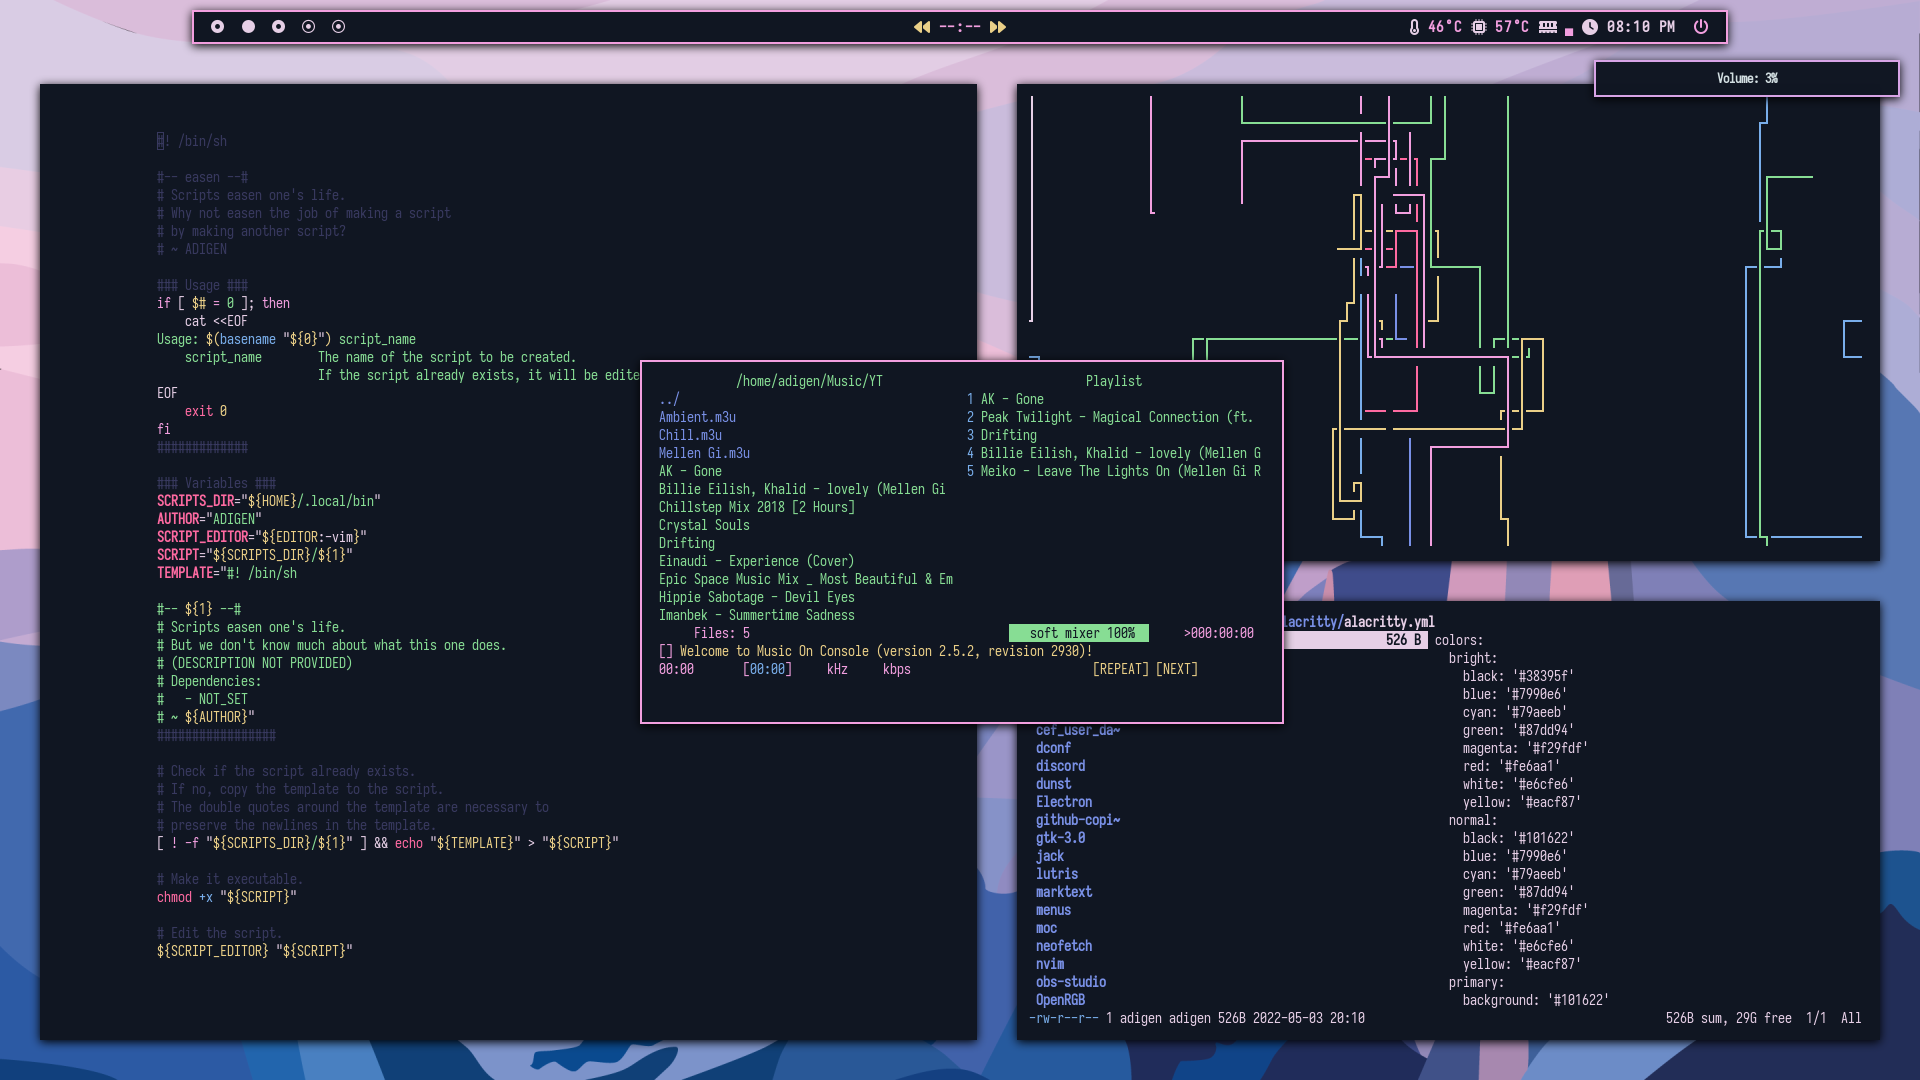 --:--
46°C 57°C 08:10 PM
Volume: 3%
#! /bin/sh
#-- easen --#
# Scripts easen one's life.
# Why not easen the job of making a script
# by making another script?
# ~ ADIGEN
### Usage ###
if [ $# = 0 ]; then
cat <<EOF
Usage: $(basename "${0}") script_name
script_name The name of the script to be created.
If the script already exists, it will be edite
EOF
exit 0
fi
#############
### Variables ###
SCRIPTS_DIR="${HOME}/.local/bin"
AUTHOR="ADIGEN"
SCRIPT_EDITOR="${EDITOR:-vim}"
SCRIPT="${SCRIPTS_DIR}/${1}"
TEMPLATE="#! /bin/sh
#-- ${1} --#
# Scripts easen one's life.
# But we don't know much about what this one does.
# (DESCRIPTION NOT PROVIDED)
# Dependencies:
#   - NOT_SET
# ~ ${AUTHOR}"
#################
# Check if the script already exists.
# If no, copy the template to the script.
# The double quotes around the template are necessary to
# preserve the newlines in the template.
[ ! -f "${SCRIPTS_DIR}/${1}" ] && echo "${TEMPLATE}" > "${SCRIPT}"
# Make it executable.
chmod +x "${SCRIPT}"
# Edit the script.
${SCRIPT_EDITOR} "${SCRIPT}"
/home/adigen/Music/YT
../
Ambient.m3u
Chill.m3u
Mellen Gi.m3u
AK - Gone
Billie Eilish, Khalid - lovely (Mellen Gi
Chillstep Mix 2018 [2 Hours]
Crystal Souls
Drifting
Einaudi - Experience (Cover)
Epic Space Music Mix _ Most Beautiful & Em
Hippie Sabotage - Devil Eyes
Imanbek - Summertime Sadness
Playlist
1 AK - Gone
2 Peak Twilight - Magical Connection (ft.
3 Drifting
4 Billie Eilish, Khalid - lovely (Mellen G
5 Meiko - Leave The Lights On (Mellen Gi R
Files: 5 soft mixer 100% >000:00:00
[] Welcome to Music On Console (version 2.5.2, revision 2930)!
00:00 [00:00] kHz kbps [REPEAT] [NEXT]
lacritty/alacritty.yml
526 B
cef_user_da~
dconf
discord
dunst
Electron
github-copi~
gtk-3.0
jack
lutris
marktext
menus
moc
neofetch
nvim
obs-studio
OpenRGB
colors:
bright:
black: '#38395f'
blue: '#7990e6'
cyan: '#79aeeb'
green: '#87dd94'
magenta: '#f29fdf'
red: '#fe6aa1'
white: '#e6cfe6'
yellow: '#eacf87'
normal:
black: '#101622'
blue: '#7990e6'
cyan: '#79aeeb'
green: '#87dd94'
magenta: '#f29fdf'
red: '#fe6aa1'
white: '#e6cfe6'
yellow: '#eacf87'
primary:
background: '#101622'
-rw-r--r-- 1 adigen adigen 526B 2022-05-03 20:10 526B sum, 29G free 1/1 All